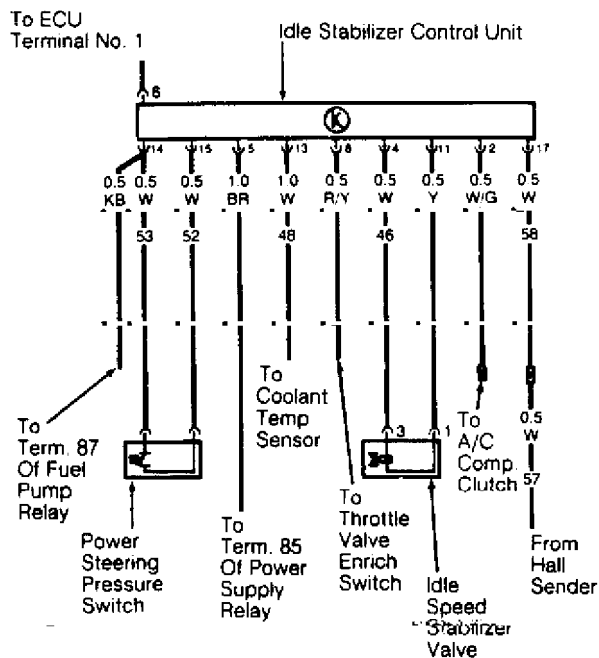 To ECU
Terminal No. 1
Idle Stabilizer Control Unit
6
K
14 15 5 13 8 4 11 2 17
0.5 0.5 0.5 1.0 1.0 0.5 0.5 0.5 0.5 0.5
KB W W BR W R/Y W Y W/G W
53 52 48 46 58
To
Term. 87
Of Fuel
Pump
Relay
Power
Steering
Pressure
Switch
To
Term. 85
Of Power
Supply
Relay
To
Coolant
Temp
Sensor
To
Throttle
Valve
Enrich
Switch
3 1
Idle
Speed
Stabilizer
Valve
To
A/C
Comp.
Clutch
0.5
W
57
From
Hall
Sender